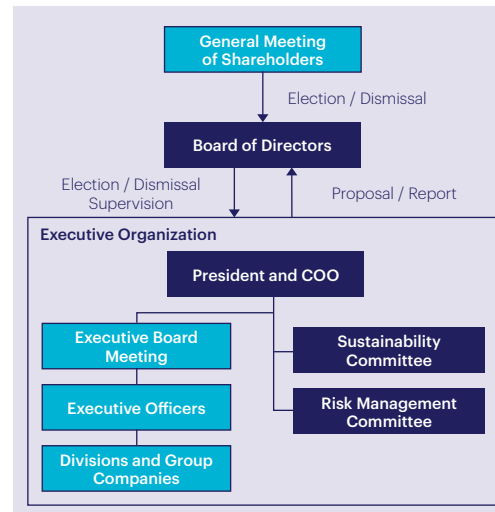 General Meeting
of Shareholders
Election / Dismissal
Board of Directors
Election / Dismissal
Supervision
Proposal / Report
Executive Organization
President and COO
Executive Board
Meeting
Sustainability
Committee
Executive Officers
Risk Management
Committee
Divisions and Group
Companies